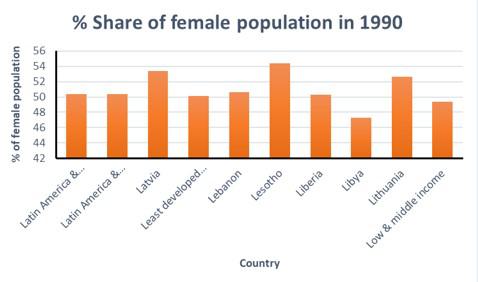 % Share of female population in 1990
% of female population
56
54
52
50
48
46
44
42
Latin America &...
Latin America &...
Latvia
Least developed...
Lebanon
Lesotho
Liberia
Libya
Lithuania
Low & middle income
Country